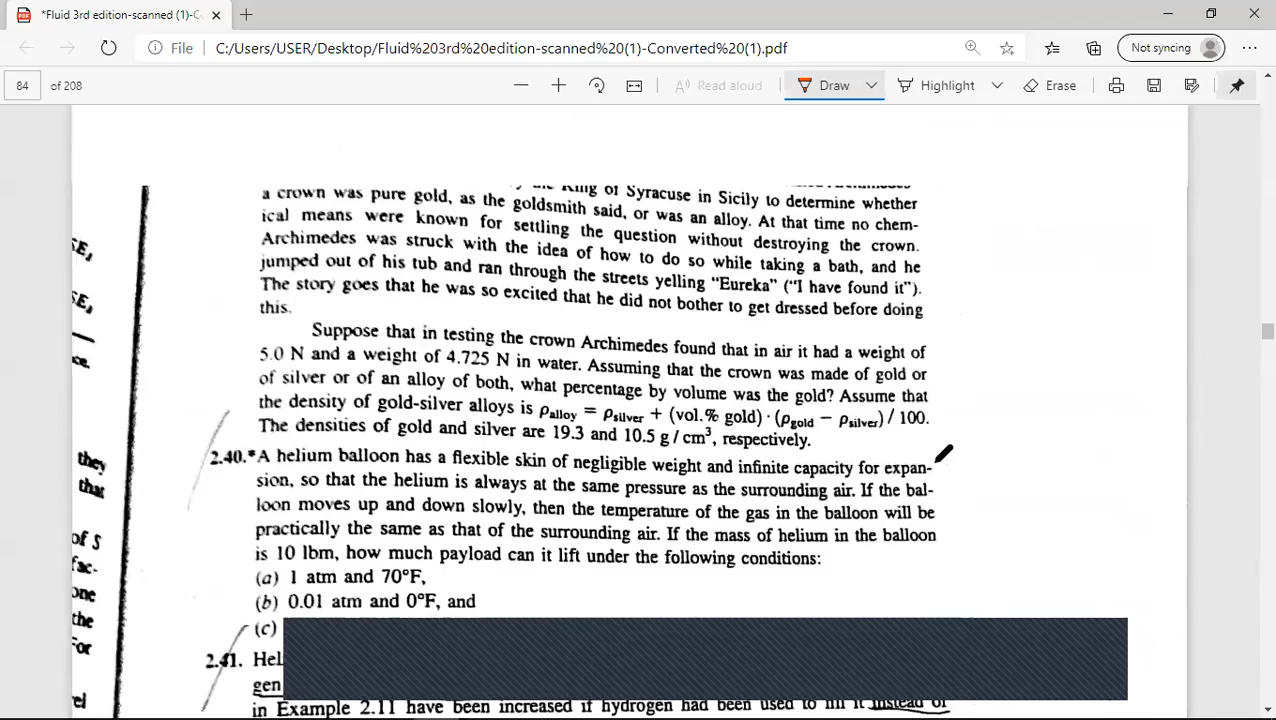 *Fluid 3rd edition-scanned (1)-C
File
C:/Users/USER/Desktop/Fluid%203rd%20edition-scanned%20(1)-Converted%20(1).pdf
Not syncing
84 of 208
Read aloud
Draw
Highlight
Erase
King of Syracuse in Sicily to determine whether
a crown was pure gold, as the goldsmith said, or was an alloy. At that time no chem-
ical means were known for settling the question without destroying the crown.
Archimedes was struck with the idea of how to do so while taking a bath, and he
jumped out of his tub and ran through the streets yelling "Eureka" ("I have found it").
The story goes that he was so excited that he did not bother to get dressed before doing
this.
Suppose that in testing the crown Archimedes found that in air it had a weight of
5.0 N and a weight of 4.725 N in water. Assuming that the crown was made of gold or
of silver or of an alloy of both, what percentage by volume was the gold? Assume that
the density of gold-silver alloys is ρalloy = ρsilver + (vol.% gold) · (ρgold − ρsilver) / 100.
The densities of gold and silver are 19.3 and 10.5 g/cm³, respectively.
2.40.*A helium balloon has a flexible skin of negligible weight and infinite capacity for expan-
sion, so that the helium is always at the same pressure as the surrounding air. If the bal-
loon moves up and down slowly, then the temperature of the gas in the balloon will be
practically the same as that of the surrounding air. If the mass of helium in the balloon
is 10 lbm, how much payload can it lift under the following conditions:
(a) 1 atm and 70°F,
(b) 0.01 atm and 0°F, and
(c)
2.41. Hel
gen
in Example 2.11 have been increased if hydrogen had been used to fill it instead of
SE,
SE,
ce.
they
that
of S
fac-
one
the
For